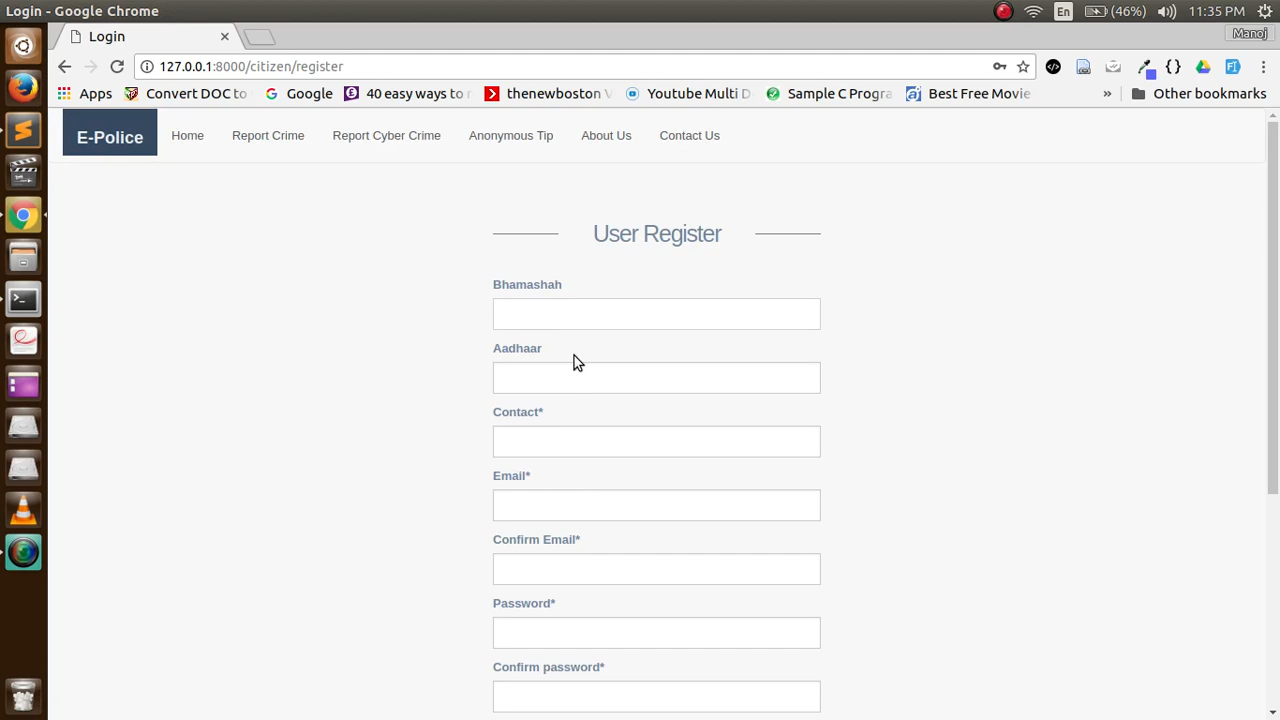 Login - Google Chrome
En
(46%)
11:35 PM
Login
Manoj
127.0.0.1:8000/citizen/register
Apps
Convert DOC to
Google
40 easy ways to
thenewboston
Youtube Multi D
Sample C Progra
Best Free Movie
»
Other bookmarks
E-Police
Home
Report Crime
Report Cyber Crime
Anonymous Tip
About Us
Contact Us
User Register
Bhamashah
Aadhaar
Contact*
Email*
Confirm Email*
Password*
Confirm password*